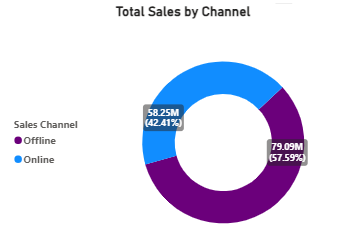 Total Sales by Channel
58.25M
(42.41%)
Sales Channel
Offline
Online
79.09M
(57.59%)